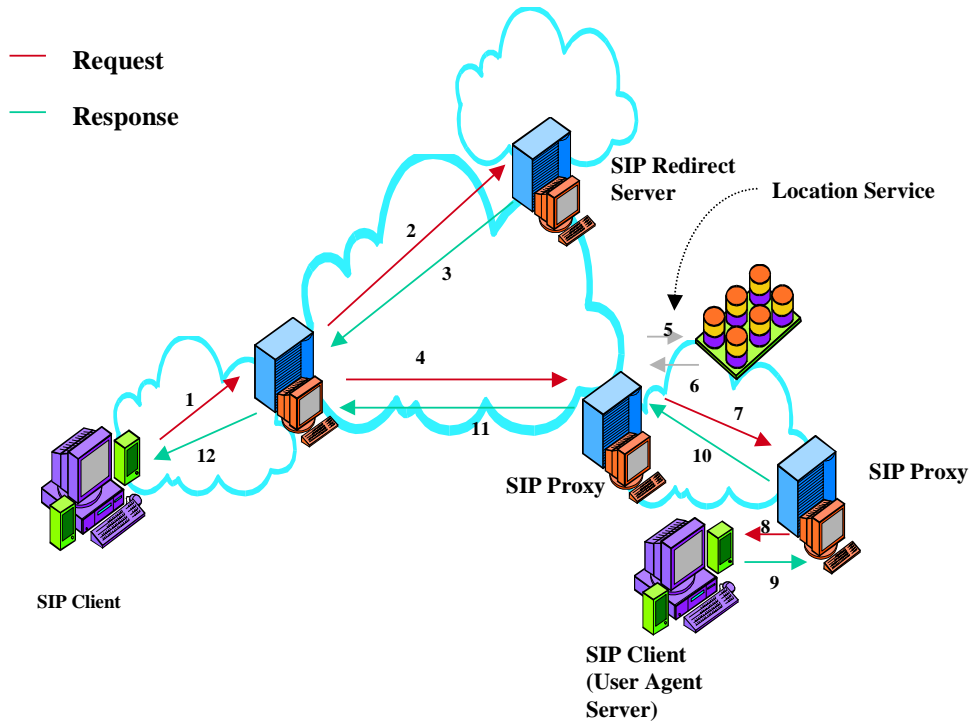 Request
Response
SIP Redirect
Server
Location Service
2
3
5
4
6
1
7
11
10
12
SIP Proxy
SIP Proxy
8
9
SIP Client
SIP Client
(User Agent
Server)